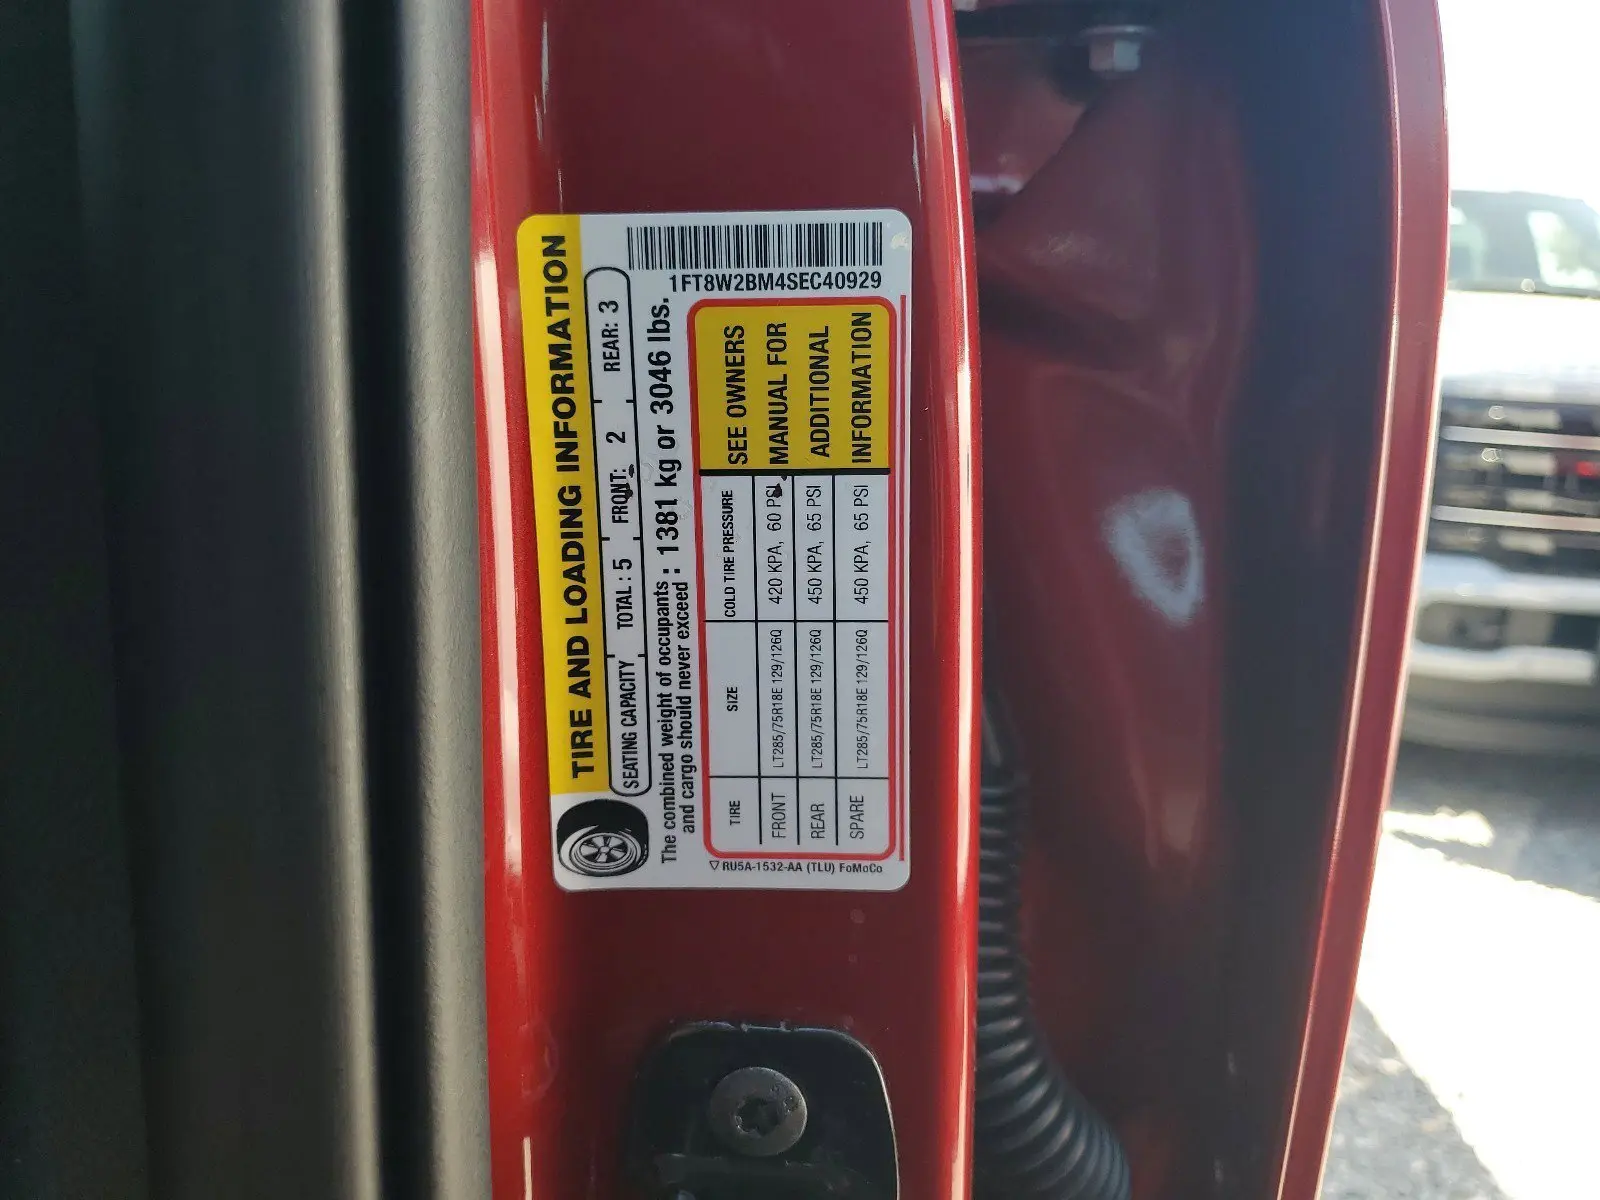 TIRE AND LOADING INFORMATION
SEATING CAPACITY TOTAL : 5 FRONT: 2 REAR: 3
The combined weight of occupants and cargo should never exceed : 1381 kg or 3046 lbs.
1FT8W2BM4SEC40929
TIRE SIZE COLD TIRE PRESSURE
FRONT LT285/75R18E 129/126Q 420 KPA, 60 PSI
REAR LT285/75R18E 129/126Q 450 KPA, 65 PSI
SPARE LT285/75R18E 129/126Q 450 KPA, 65 PSI
SEE OWNERS
MANUAL FOR
ADDITIONAL
INFORMATION
RU5A-1532-AA (TLU) FoMoCo